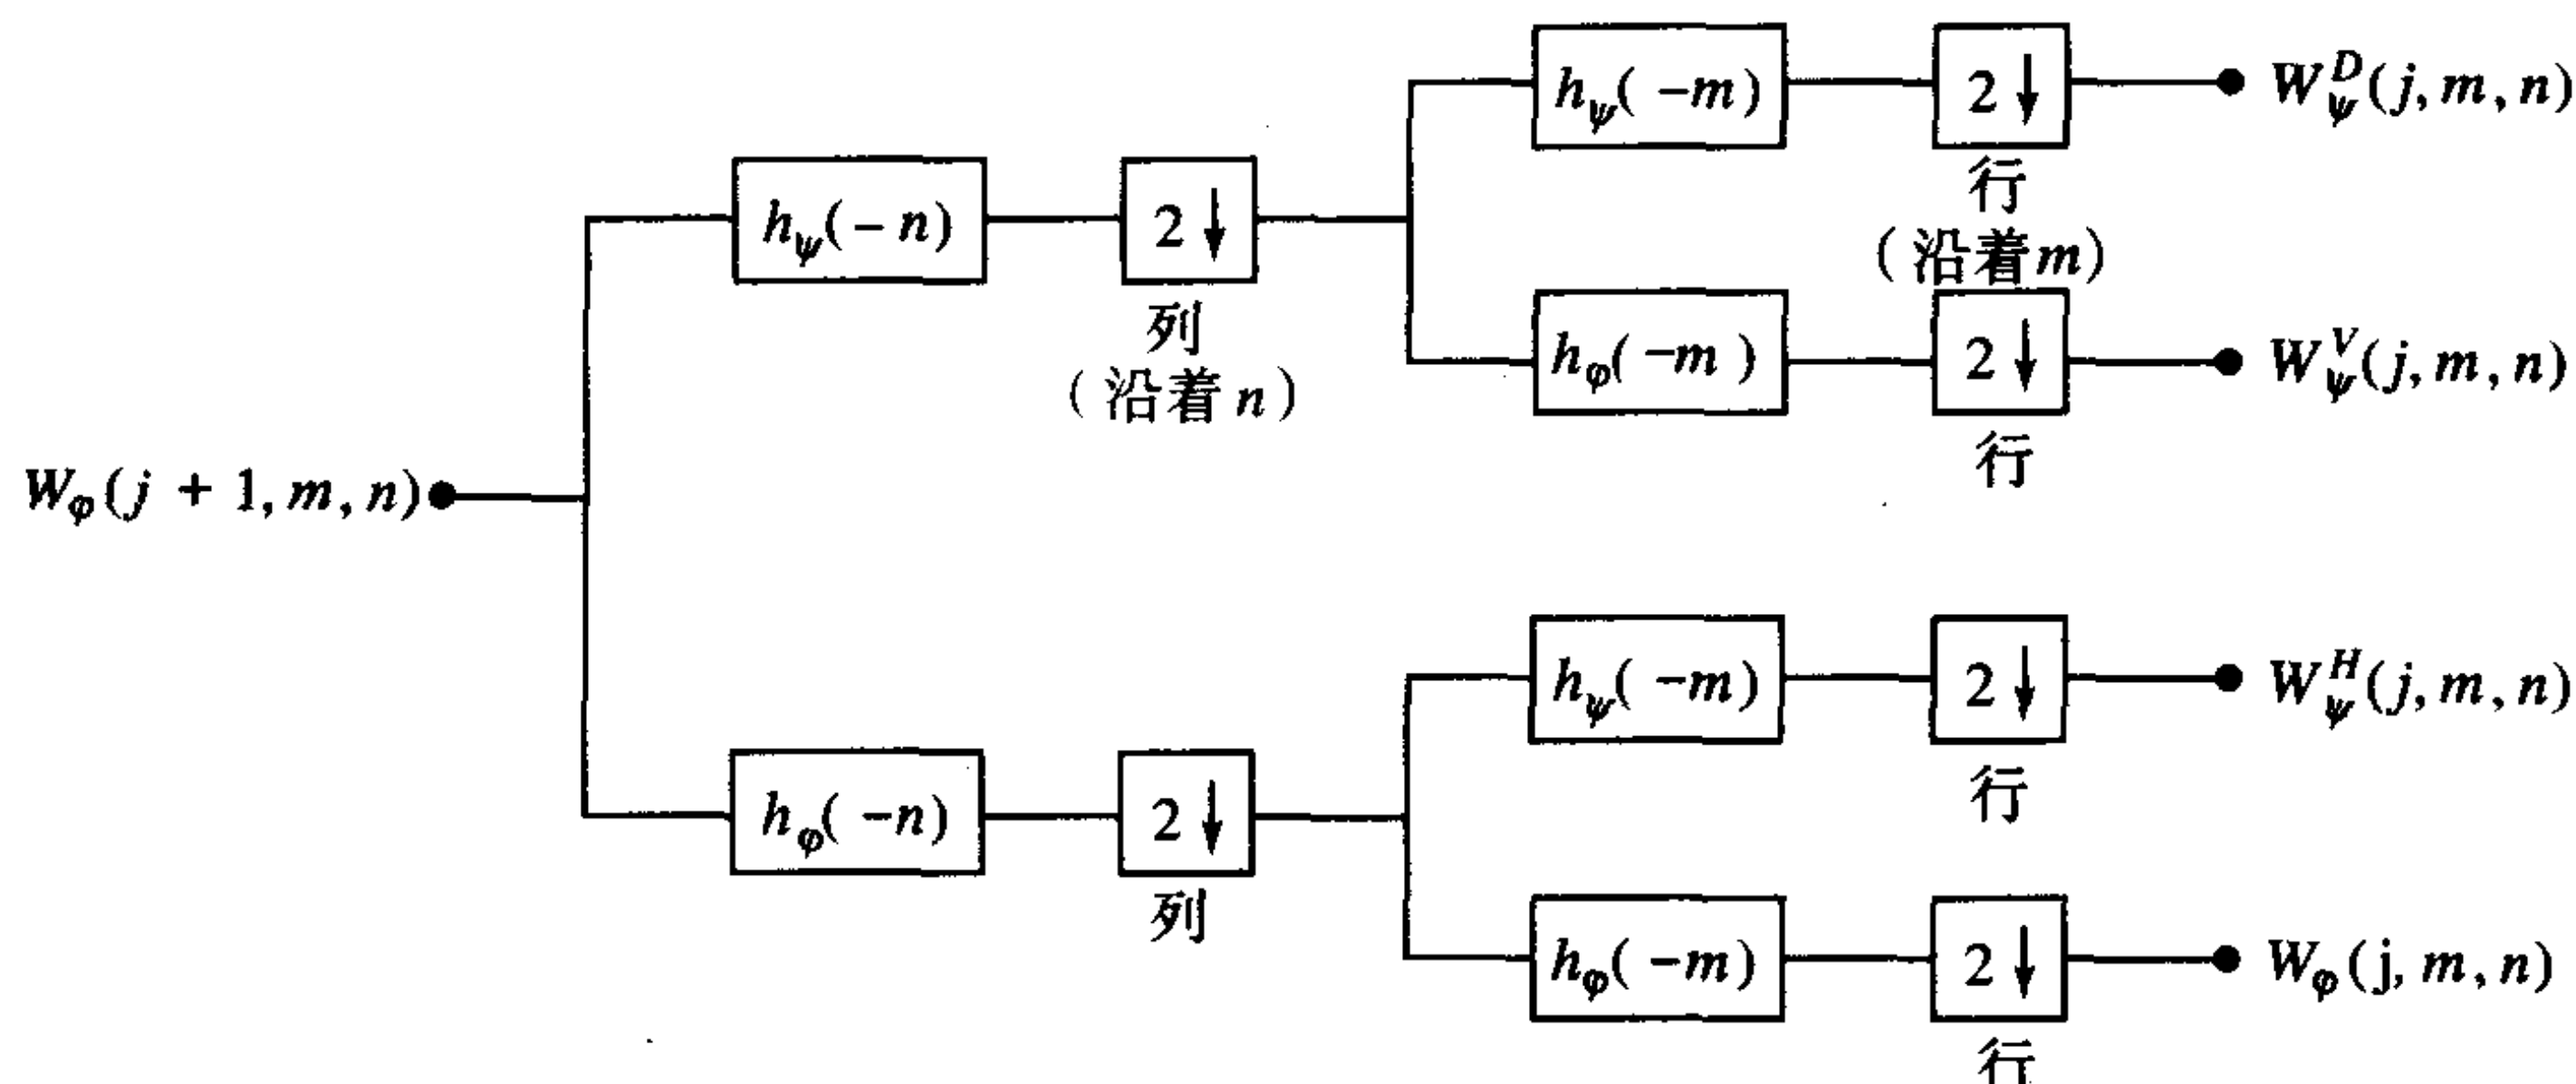 h_ψ(-m)
2↓
W_ψ^D(j, m, n)
行
(沿着m)
h_ψ(-n)
2↓
列
(沿着n)
h_φ(-m)
2↓
W_ψ^V(j, m, n)
行
W_φ(j + 1, m, n)
h_ψ(-m)
2↓
W_ψ^H(j, m, n)
行
h_φ(-n)
2↓
列
h_φ(-m)
2↓
W_φ(j, m, n)
行